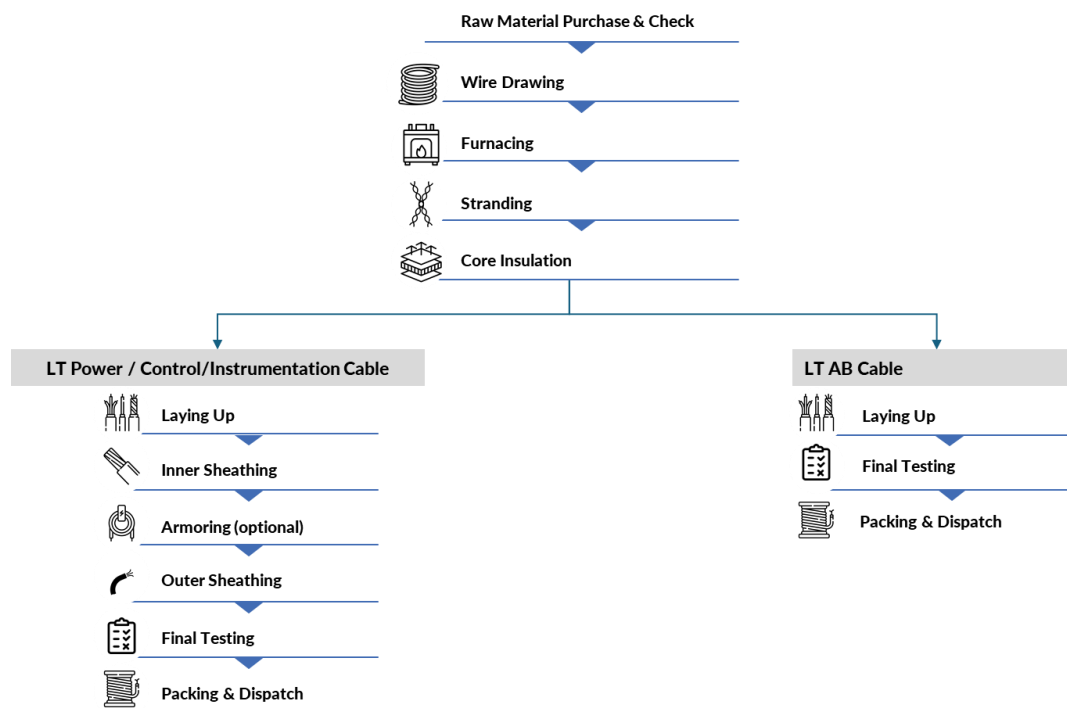 Raw Material Purchase & Check
Wire Drawing
Furnacing
Stranding
Core Insulation
LT Power / Control/Instrumentation Cable
Laying Up
Inner Sheathing
Armoring (optional)
Outer Sheathing
Final Testing
Packing & Dispatch
LT AB Cable
Laying Up
Final Testing
Packing & Dispatch